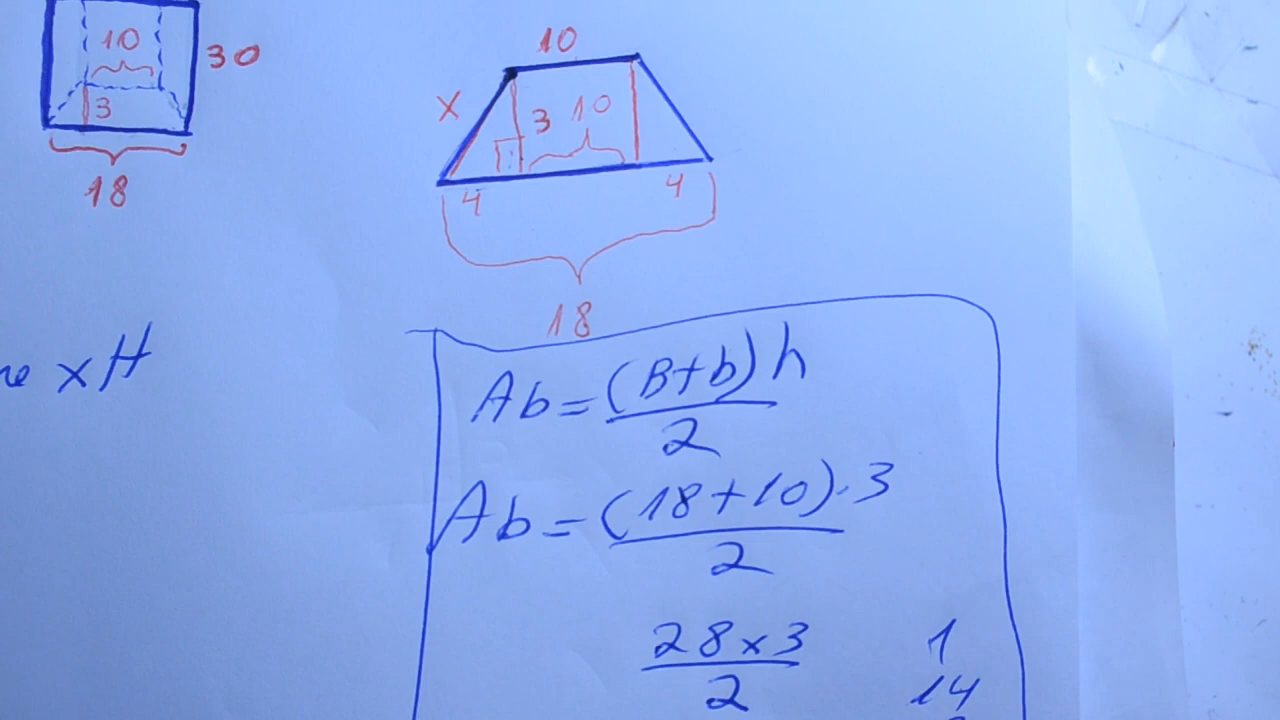 10
30
3
18
10
x
3 10
4 4
18
x H
Ab = (B+b)h
2
Ab = (18+10).3
2
28 x 3
2
1
14